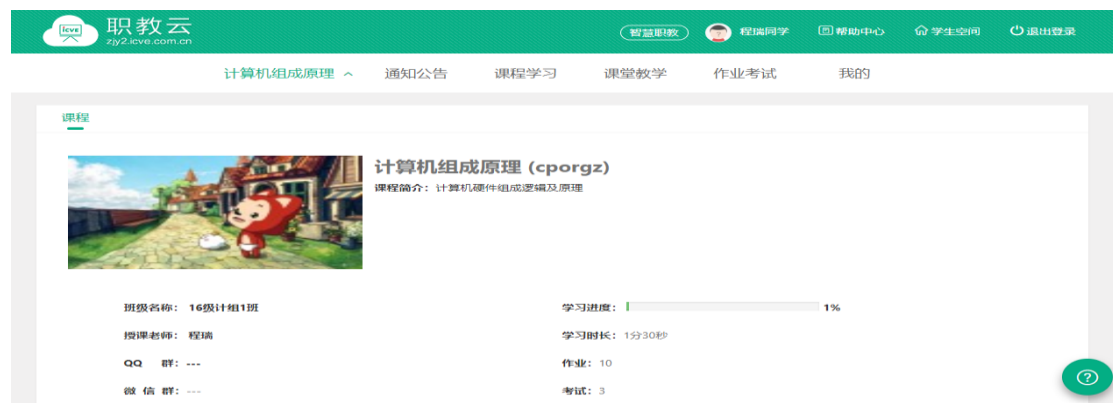 icve 职教云 智慧职教 程瑞同学 帮助中心 学生空间 退出登录
zjy2.icve.com.cn
计算机组成原理 通知公告 课程学习 课堂教学 作业考试 我的
课程
计算机组成原理 (cporgz)
课程简介：计算机硬件组成逻辑及原理
班级名称： 16级计组1班 学习进度： 1%
授课老师： 程瑞 学习时长： 1分30秒
QQ 群： --- 作业： 10
微 信 群： --- 考试： 3